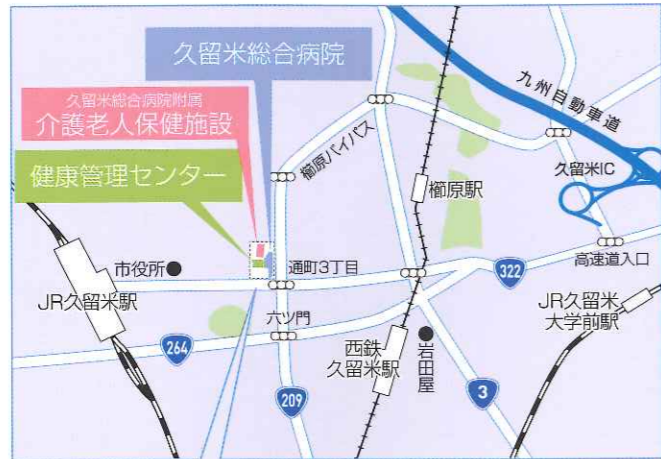 久留米総合病院
久留米総合病院附属
介護老人保健施設
健康管理センター
九州自動車道
櫛原バイパス
櫛原駅
久留米IC
市役所
JR久留米駅
通町3丁目
322
高速道入口
六ツ門
JR久留米
大学前駅
264
西鉄
久留米駅
岩田屋
209
3